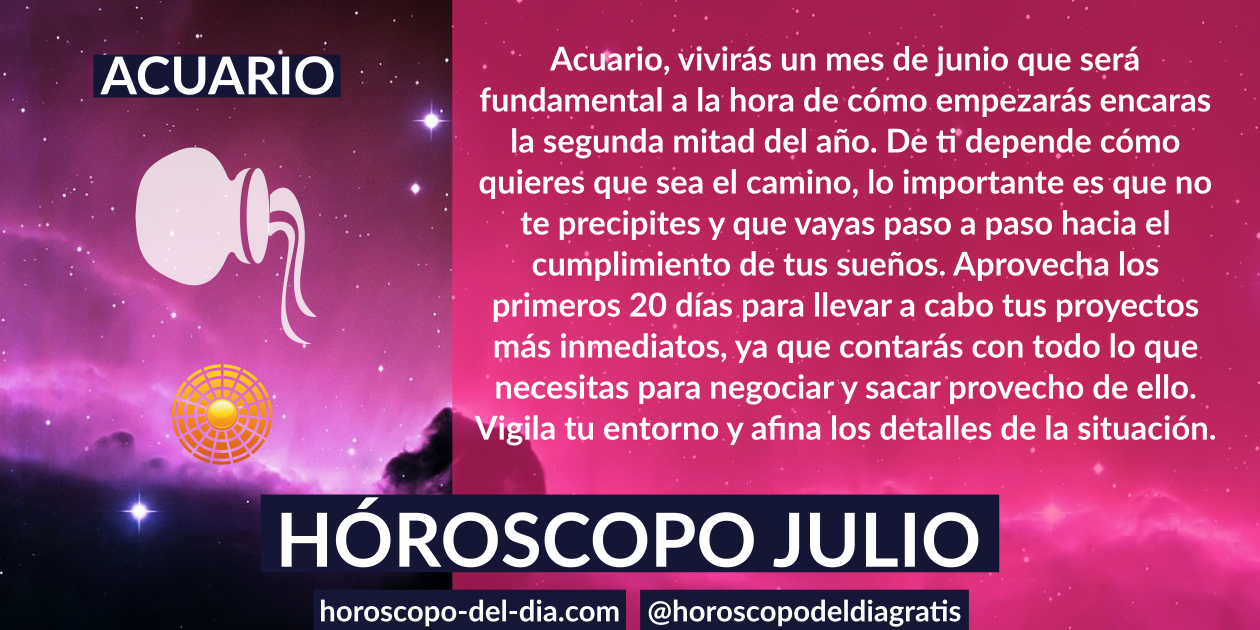 ACUARIO
Acuario, vivirás un mes de junio que será
fundamental a la hora de cómo empezarás encaras
la segunda mitad del año. De ti depende cómo
quieres que sea el camino, lo importante es que no
te precipites y que vayas paso a paso hacia el
cumplimiento de tus sueños. Aprovecha los
primeros 20 días para llevar a cabo tus proyectos
más inmediatos, ya que contarás con todo lo que
necesitas para negociar y sacar provecho de ello.
Vigila tu entorno y afina los detalles de la situación.
HÓROSCOPO JULIO
horoscopo-del-dia.com
@horoscopodeldiagratis